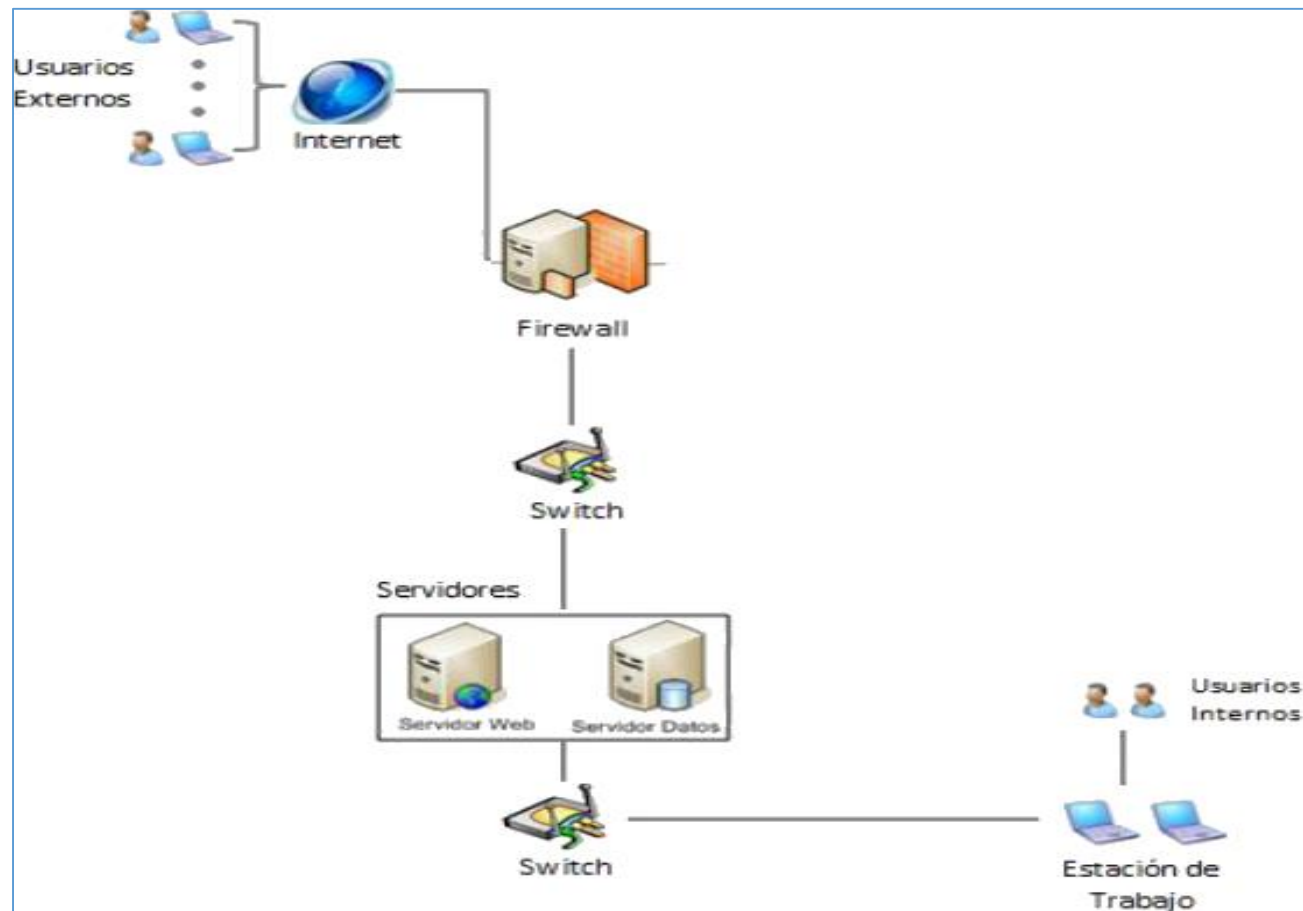 Usuarios
Externos
Internet
Firewall
Switch
Servidores
Servidor Web
Servidor Datos
Usuarios
Internos
Switch
Estación de
Trabajo